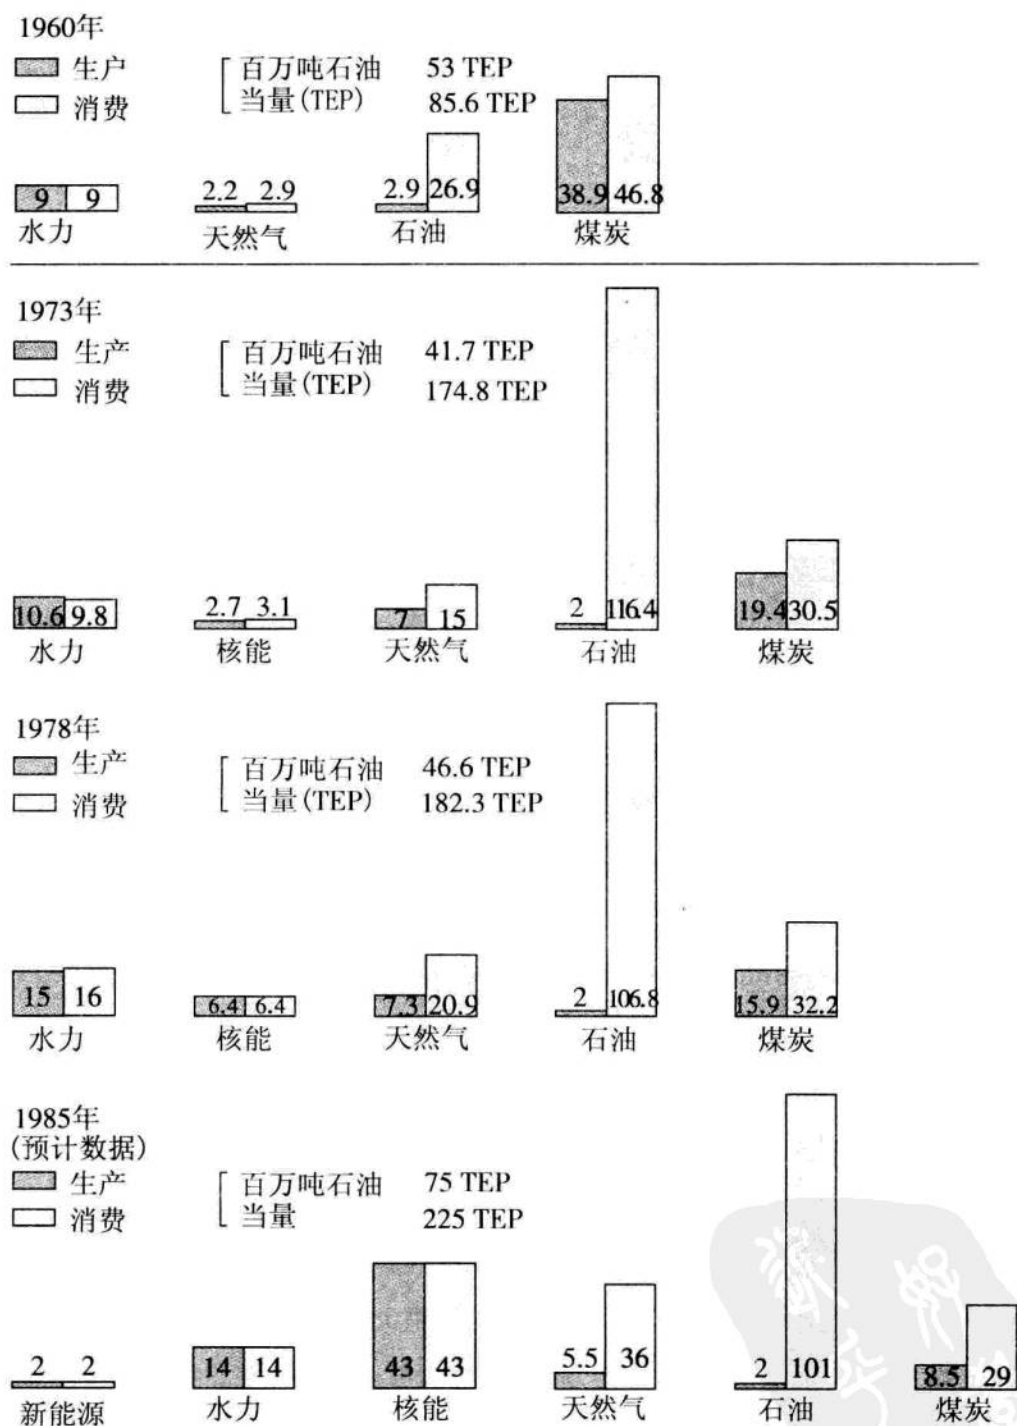 1960年
生户 百万吨石油 53 TEP
消费 当量(TEP) 85.6 TEP
9 9 2.2 2.9 2.9 26.9 38.9 46.8
水力 天然气 石油 煤炭
1973年
生产 百万吨石油 41.7 TEP
消费 当量(TEP) 174.8 TEP
10.6 9.8 2.7 3.1 7 15 2 116.4 19.4 30.5
水力 核能 天然气 石油 煤炭
1978年
生产 百万吨石油 46.6 TEP
消费 当量(TEP) 182.3 TEP
15 16 6.4 6.4 7.3 20.9 2 106.8 15.9 32.2
水力 核能 天然气 石油 煤炭
1985年
(预计数据)
生产 百万吨石油 75 TEP
消费 当量 225 TEP
2 2 14 14 43 43 5.5 36 2 101 8.5 29
新能源 水力 核能 天然气 石油 煤炭